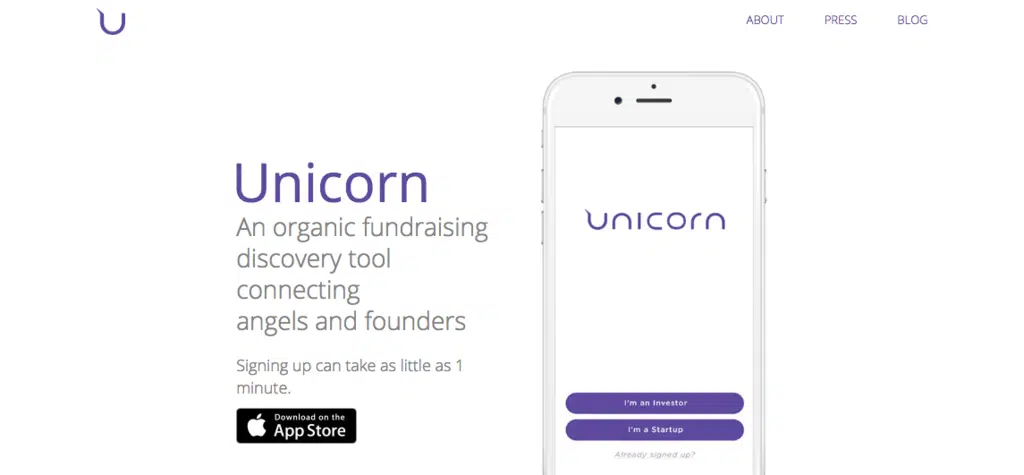 U
ABOUT PRESS BLOG
Unicorn
An organic fundraising
discovery tool
connecting
angels and founders
Signing up can take as little as 1
minute.
Download on the
App Store
unicorn
I'm an Investor
I'm a Startup
Already signed up?